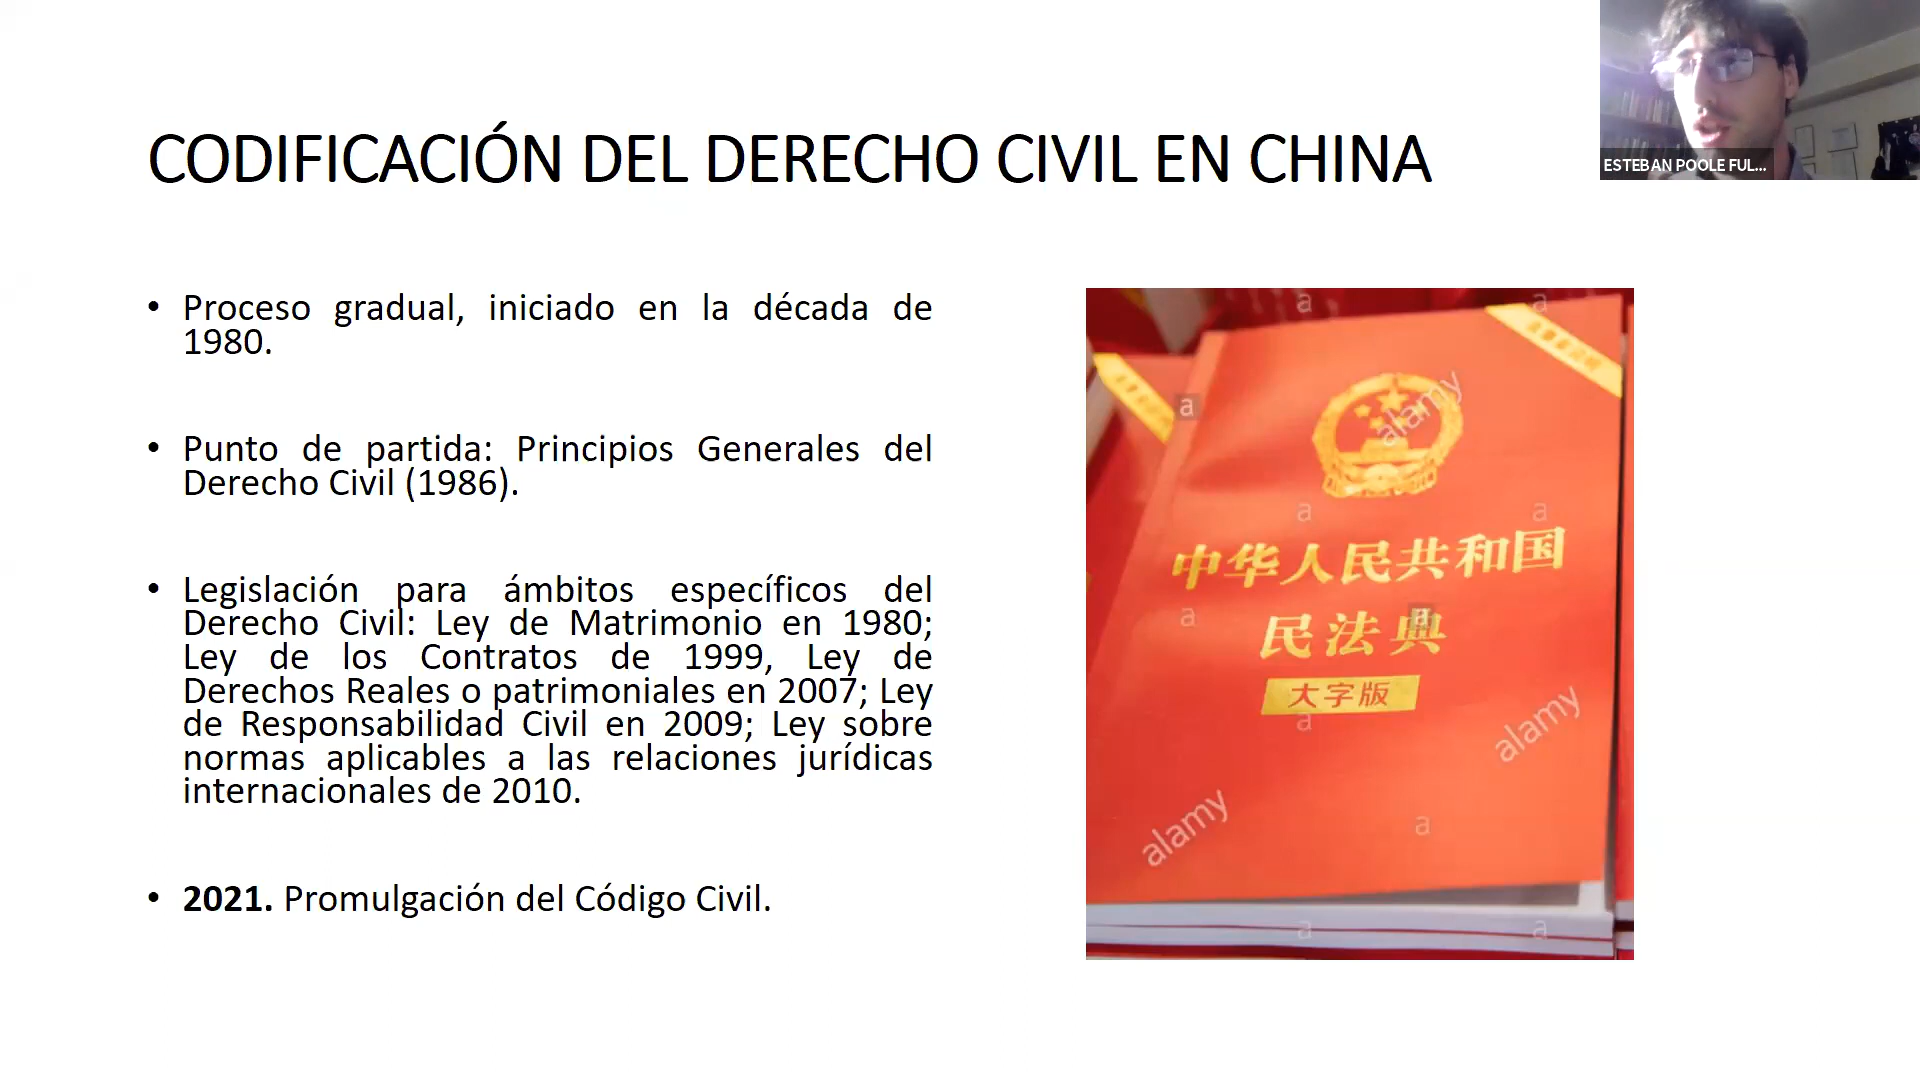 CODIFICACIÓN DEL DERECHO CIVIL EN CHINA
ESTEBAN POOLE FUL...
• Proceso gradual, iniciado en la década de
1980.
• Punto de partida: Principios Generales del
Derecho Civil (1986).
• Legislación para ámbitos específicos del
Derecho Civil: Ley de Matrimonio en 1980;
Ley de los Contratos de 1999, Ley de
Derechos Reales o patrimoniales en 2007; Ley
de Responsabilidad Civil en 2009; Ley sobre
normas aplicables a las relaciones jurídicas
internacionales de 2010.
• 2021. Promulgación del Código Civil.
中华人民共和国
民法典
大字版
alamy
alamy
alamy